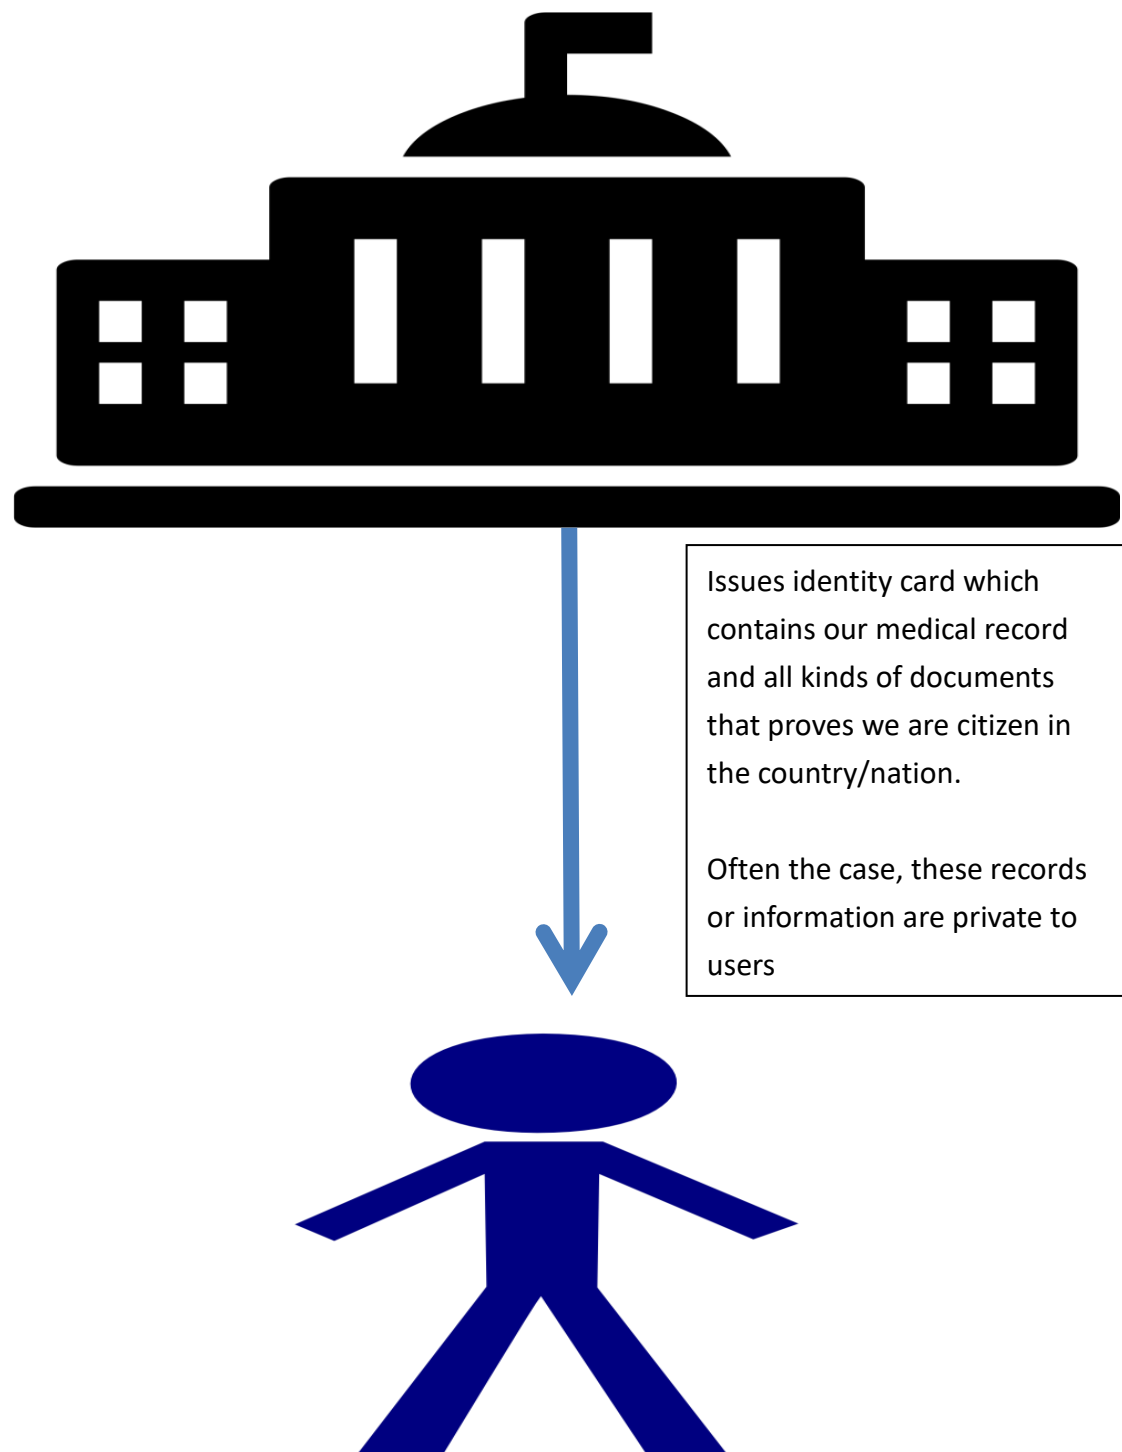 Issues identity card which
contains our medical record
and all kinds of documents
that proves we are citizen in
the country/nation.
Often the case, these records
or information are private to
users